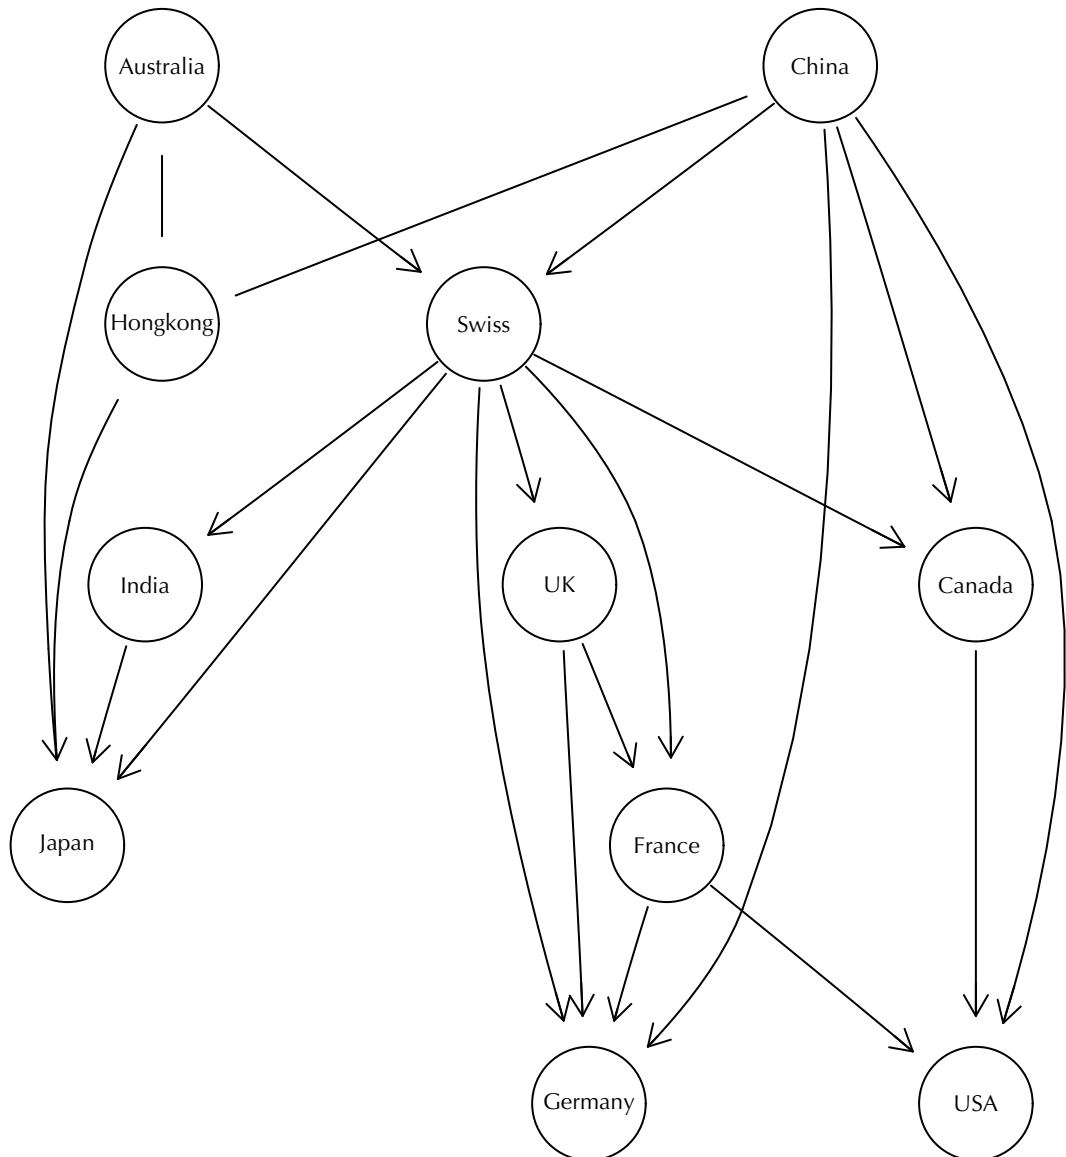 Australia
China
Hongkong
Swiss
India
UK
Canada
Japan
France
Germany
USA